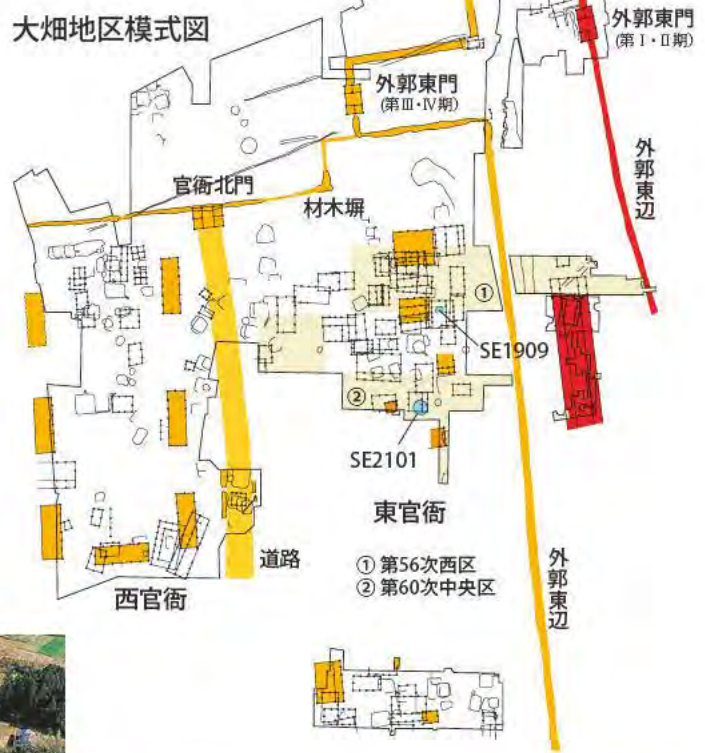 大畑地区模式図
外郭東門
(第Ⅰ・Ⅱ期)
外郭東門
(第Ⅲ・Ⅳ期)
外郭東辺
官衙北門
材木塀
①
SE1909
②
SE2101
東官衙
① 第56次西区
② 第60次中央区
道路
西官衙
外郭東辺